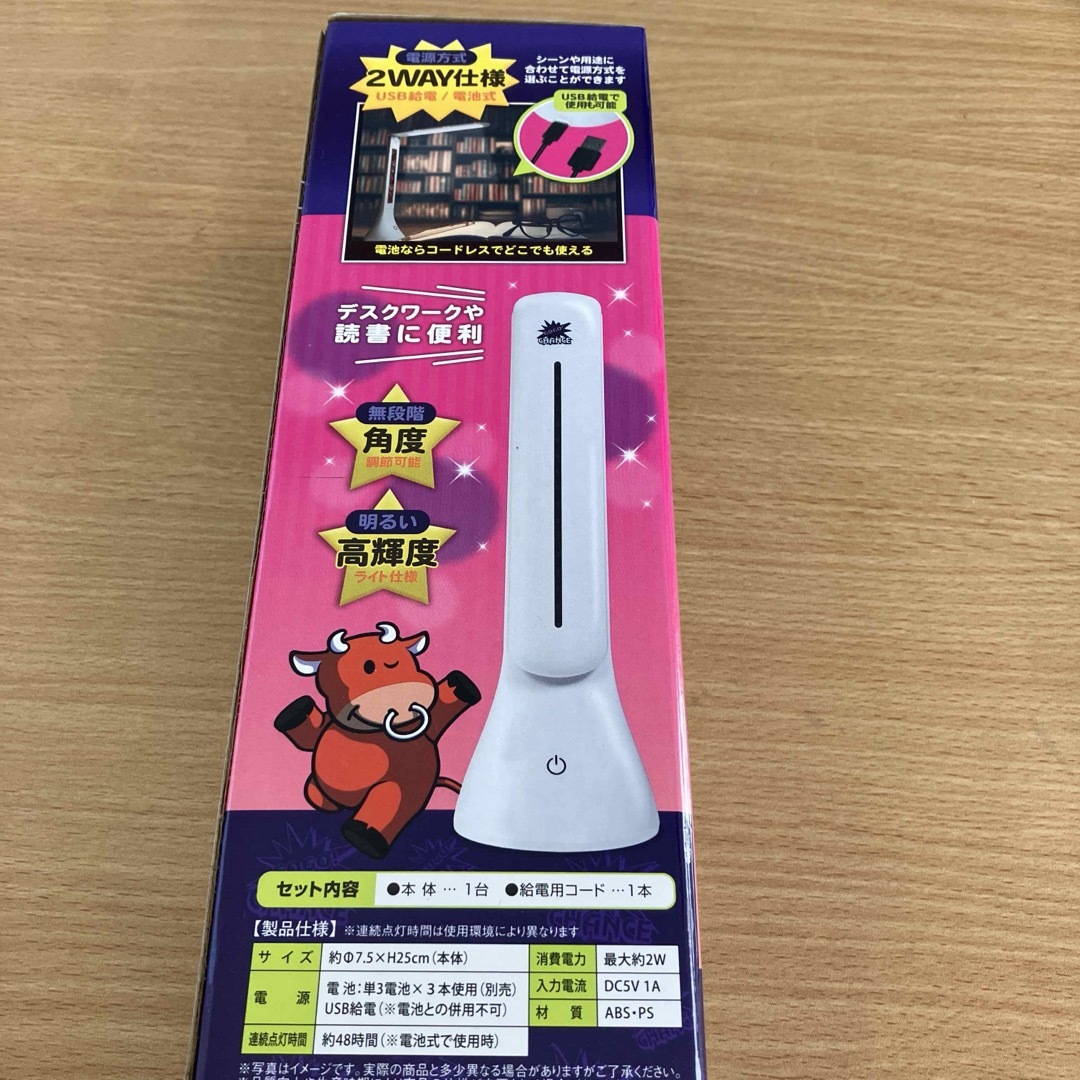 電源方式
2WAY仕様
USB給電 / 電池式
シーンや用途に
合わせて電源方式を
選ぶことができます
USB給電で
使用も可能
電池ならコードレスでどこでも使える
デスクワークや
読書に便利
CHANCE
無段階
角度
調節可能
明るい
高輝度
ライト仕様
セット内容 ●本 体 … 1台 ●給電用コード … 1本
【製品仕様】 ※連続点灯時間は使用環境により異なります
サイズ 約Φ7.5×H25cm(本体)
電源 電池:単3電池×3本使用(別売)
USB給電(※電池との併用不可)
連続点灯時間 約48時間(※電池式で使用時)
消費電力 最大約2W
入力電流 DC5V 1A
材質 ABS・PS
※写真はイメージです。実際の商品と多少異なる場合がありますがご了承ください。